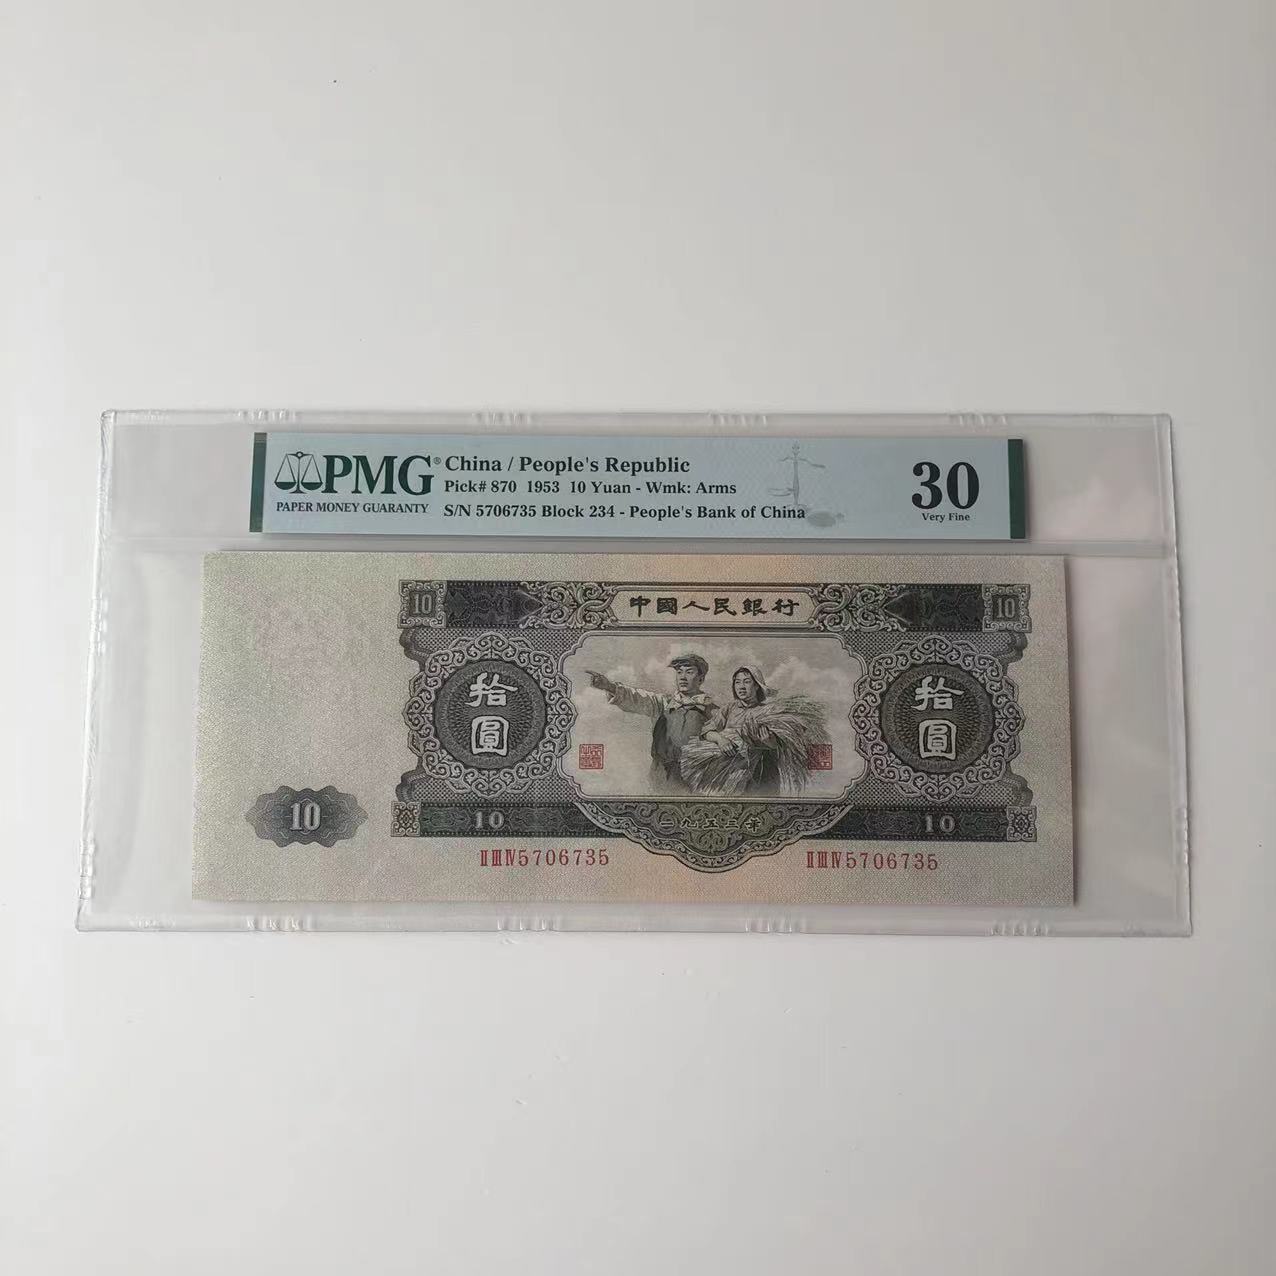 PMG®
PAPER MONEY GUARANTY
China / People's Republic
Pick# 870 1953 10 Yuan - Wmk: Arms
S/N 5706735 Block 234 - People's Bank of China
30
Very Fine
10
中國人民銀行
10
拾圓
拾圓
10
10
一九五三年
10
ⅡⅢⅣ5706735
ⅡⅢⅣ5706735